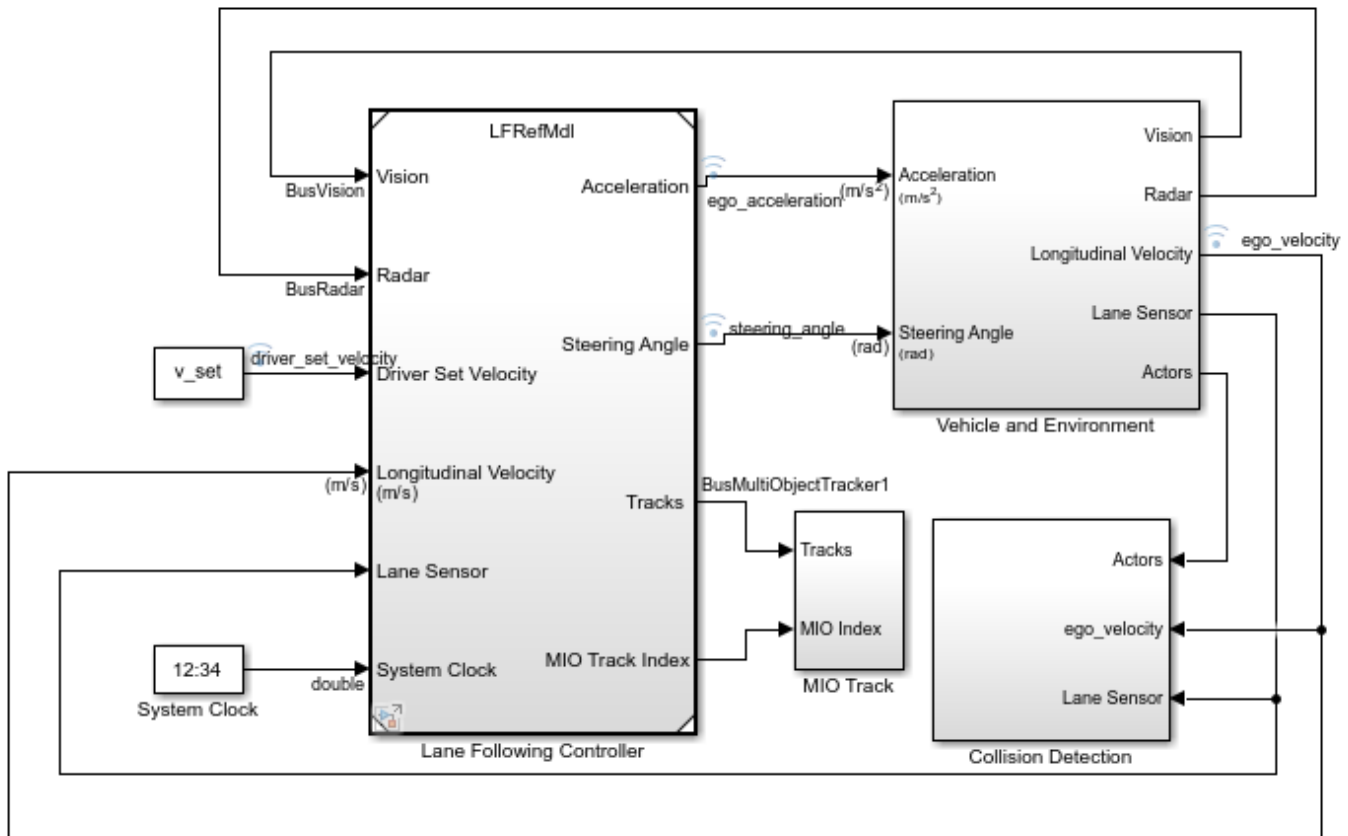 LFRefMdl
Vision
BusVision
Radar
BusRadar
v_set
driver_set_velocity
Driver Set Velocity
(m/s)
Longitudinal Velocity
(m/s)
Lane Sensor
12:34
System Clock
double
System Clock
Acceleration
ego_acceleration
Steering Angle
steering_angle
Tracks
BusMultiObjectTracker1
MIO Track Index
Lane Following Controller
(m/s²)
Acceleration
(m/s²)
(rad)
Steering Angle
(rad)
Vision
Radar
Longitudinal Velocity
ego_velocity
Lane Sensor
Actors
Vehicle and Environment
Tracks
MIO Index
MIO Track
Actors
ego_velocity
Lane Sensor
Collision Detection